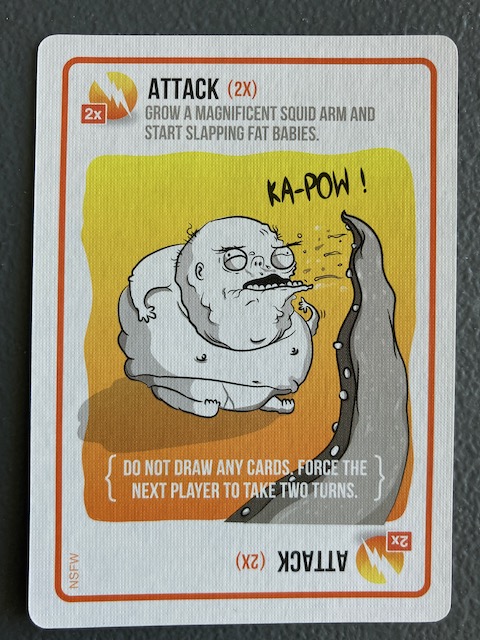 ATTACK (2X)
2x
GROW A MAGNIFICENT SQUID ARM AND
START SLAPPING FAT BABIES.
KA-POW!
{ DO NOT DRAW ANY CARDS. FORCE THE
NEXT PLAYER TO TAKE TWO TURNS. }
ATTACK (2X)
2x
NSFW